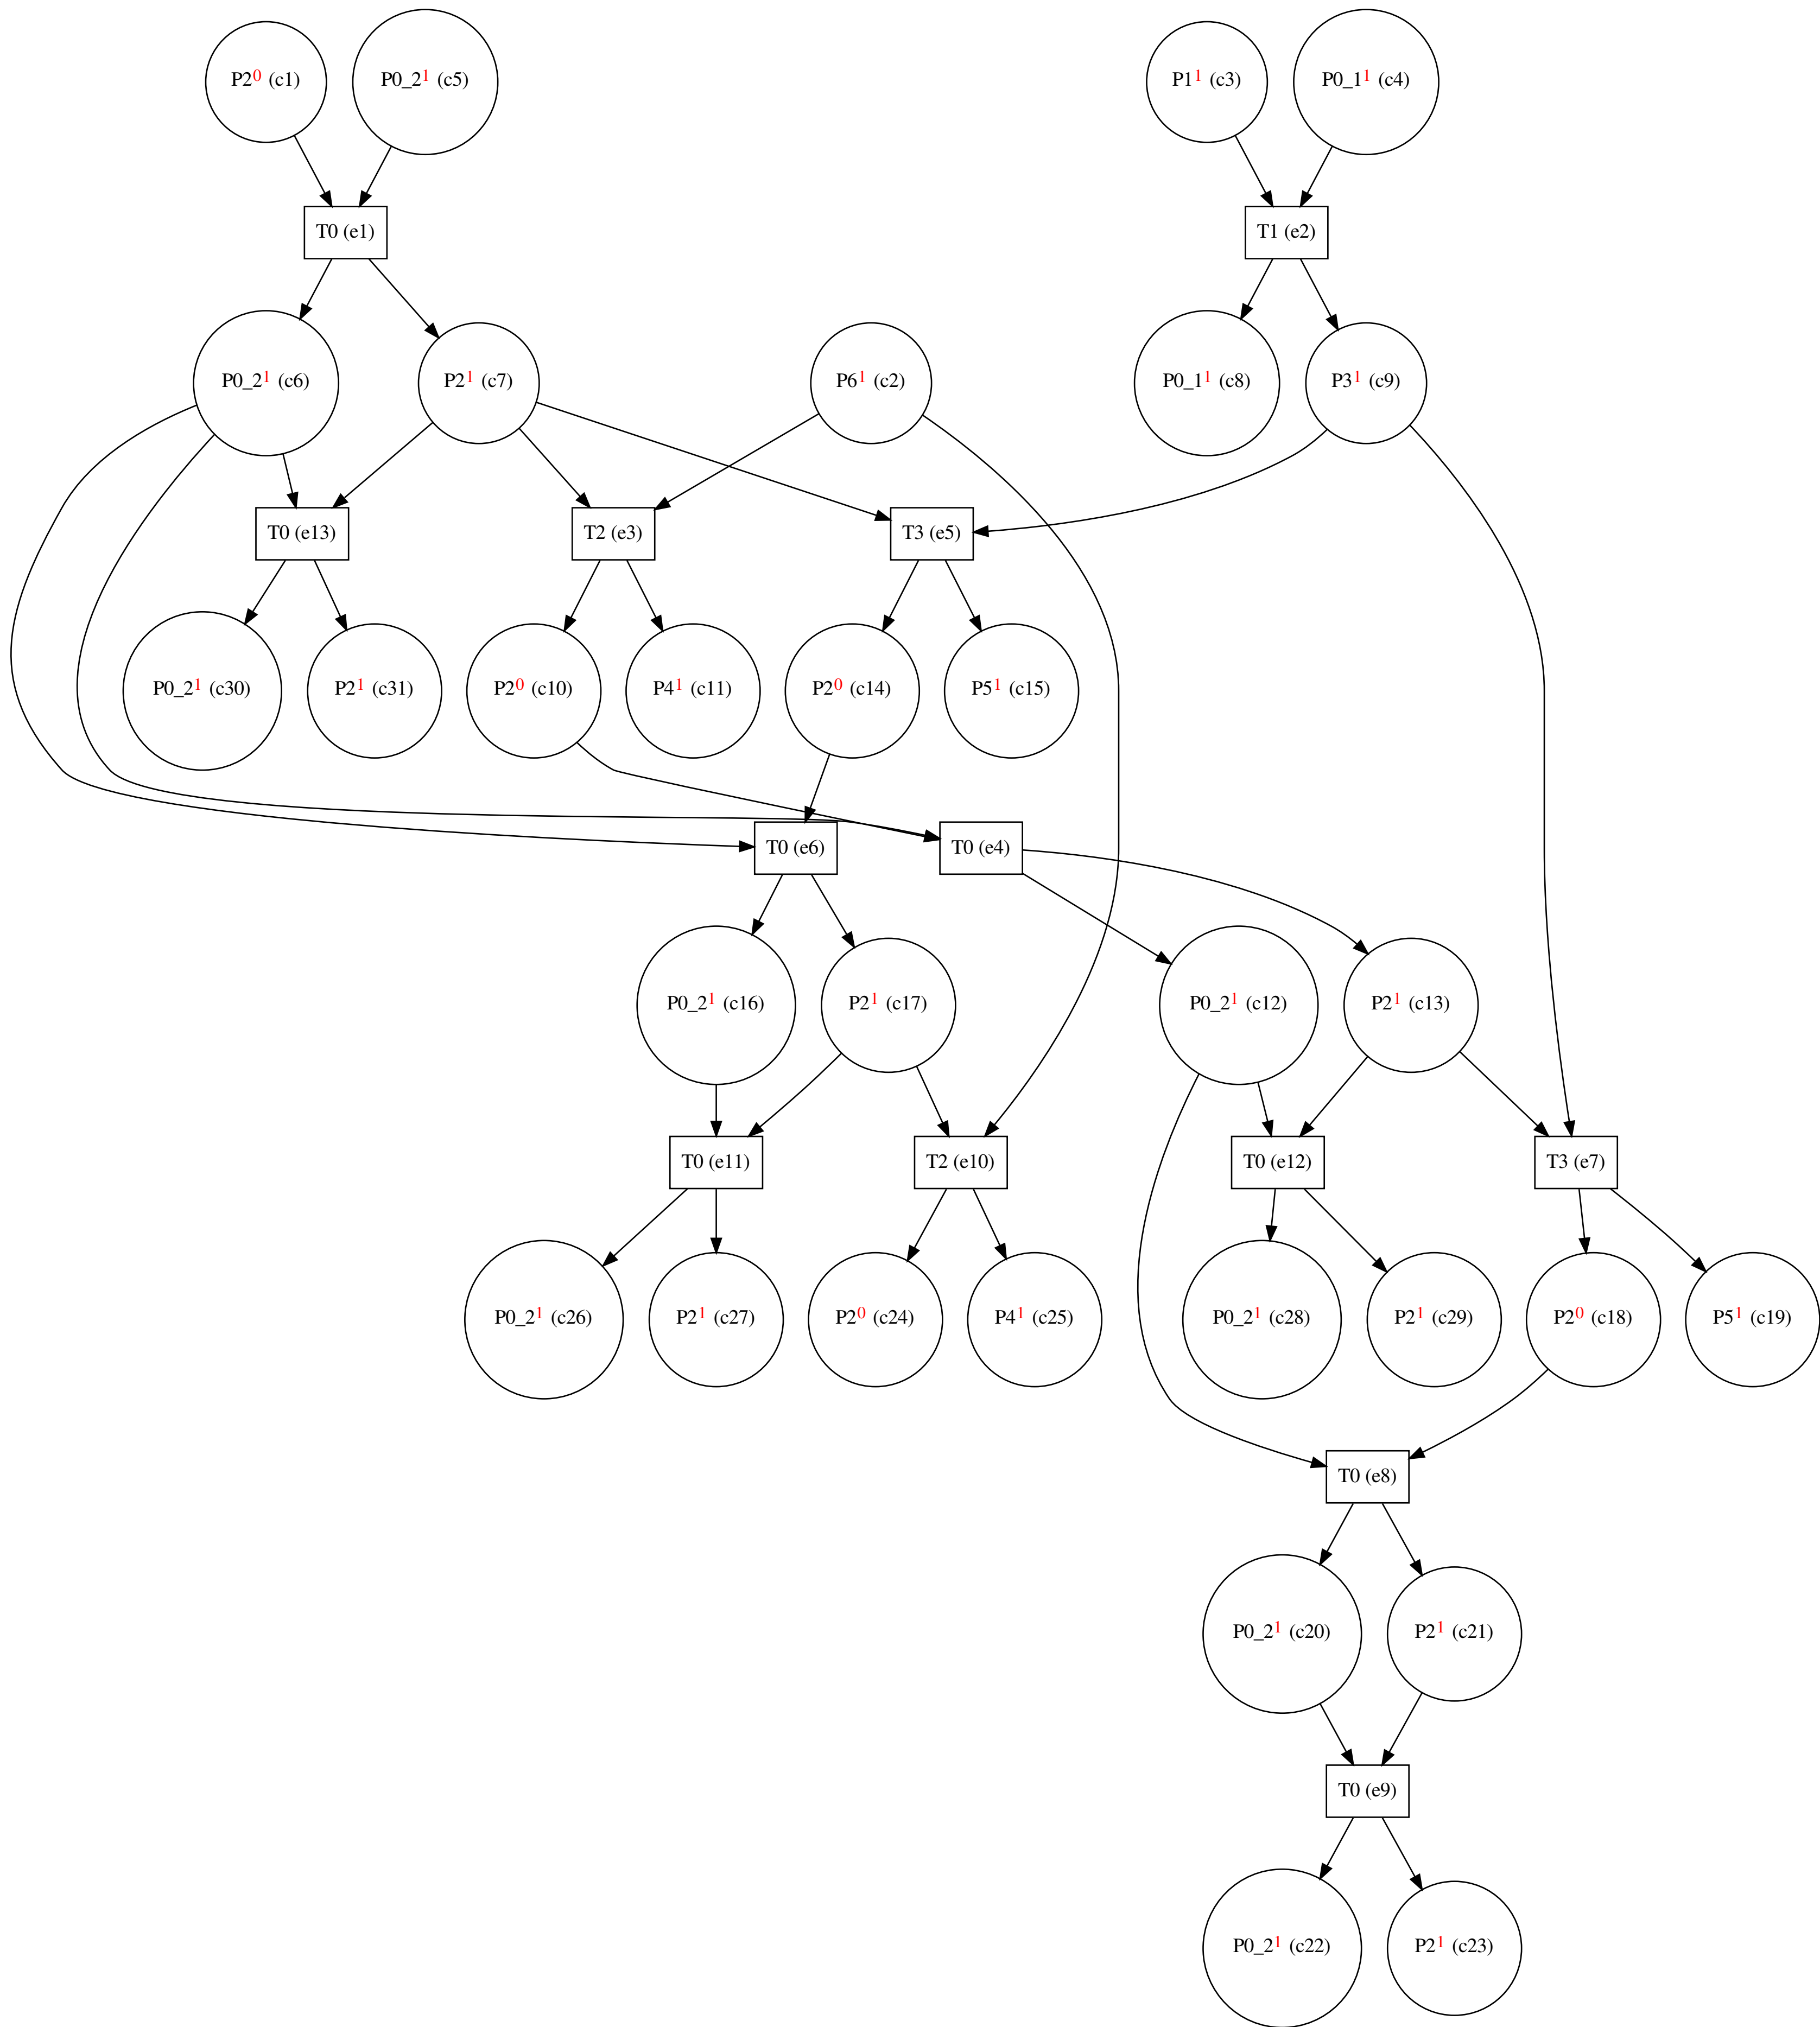 P2⁰ (c1)
P0_2¹ (c5)
P1¹ (c3)
P0_1¹ (c4)
T0 (e1)
T1 (e2)
P0_2¹ (c6)
P2¹ (c7)
P6¹ (c2)
P0_1¹ (c8)
P3¹ (c9)
T0 (e13)
T2 (e3)
T3 (e5)
P0_2¹ (c30)
P2¹ (c31)
P2⁰ (c10)
P4¹ (c11)
P2⁰ (c14)
P5¹ (c15)
T0 (e6)
T0 (e4)
P0_2¹ (c16)
P2¹ (c17)
P0_2¹ (c12)
P2¹ (c13)
T0 (e11)
T2 (e10)
T0 (e12)
T3 (e7)
P0_2¹ (c26)
P2¹ (c27)
P2⁰ (c24)
P4¹ (c25)
P0_2¹ (c28)
P2¹ (c29)
P2⁰ (c18)
P5¹ (c19)
T0 (e8)
P0_2¹ (c20)
P2¹ (c21)
T0 (e9)
P0_2¹ (c22)
P2¹ (c23)